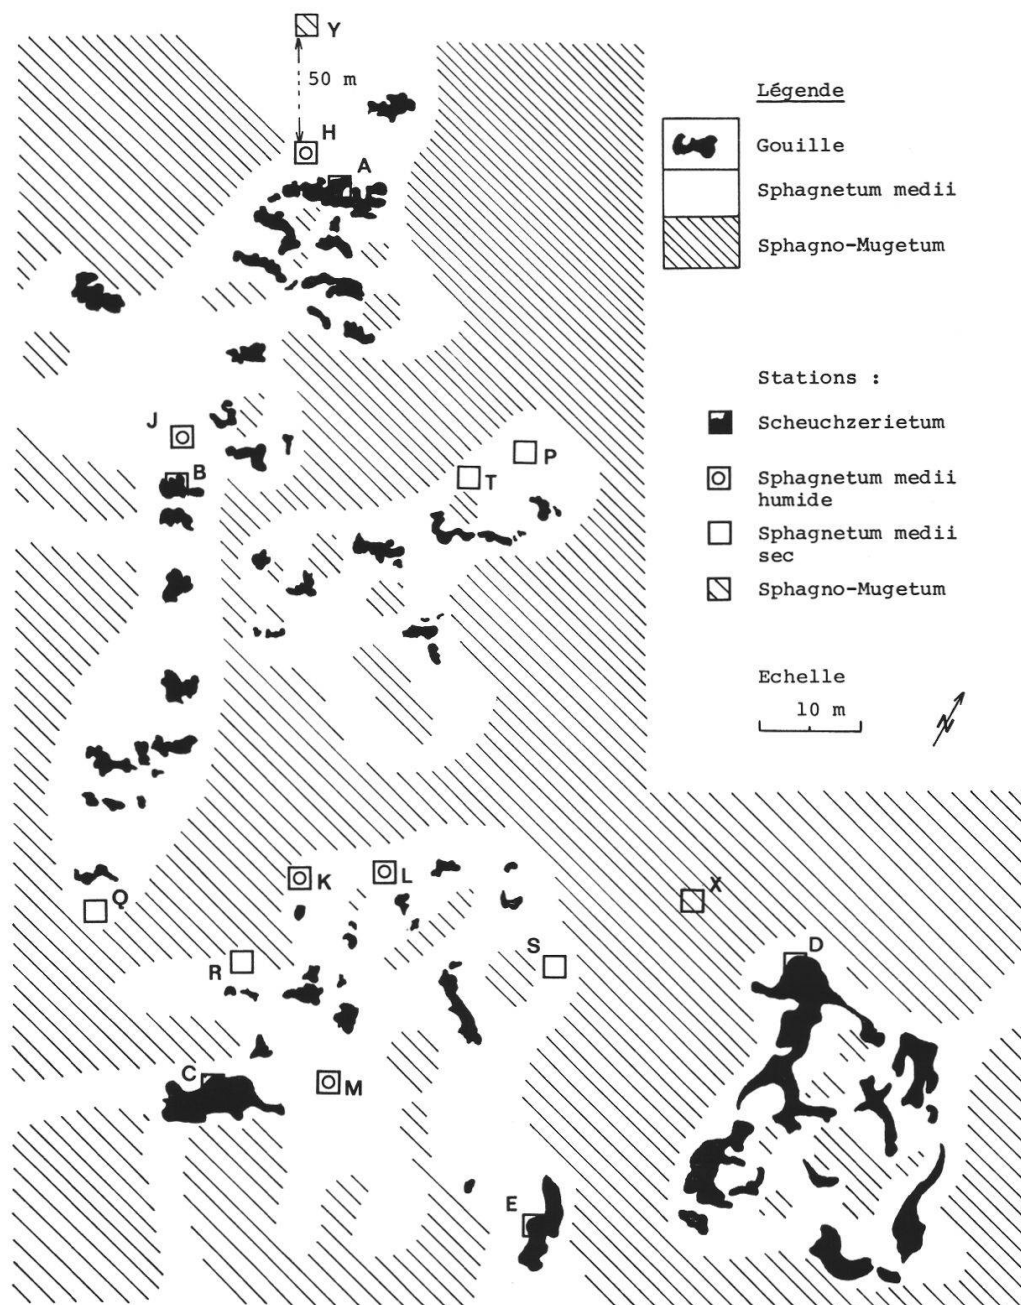 Y
50 m
H
A
J
B
P
T
Q
K
L
R
S
X
D
C
M
E
Légende
Gouille
Sphagnetum medii
Sphagno-Mugetum
Stations :
Scheuchzerietum
Sphagnetum medii
humide
Sphagnetum medii
sec
Sphagno-Mugetum
Echelle
10 m
N